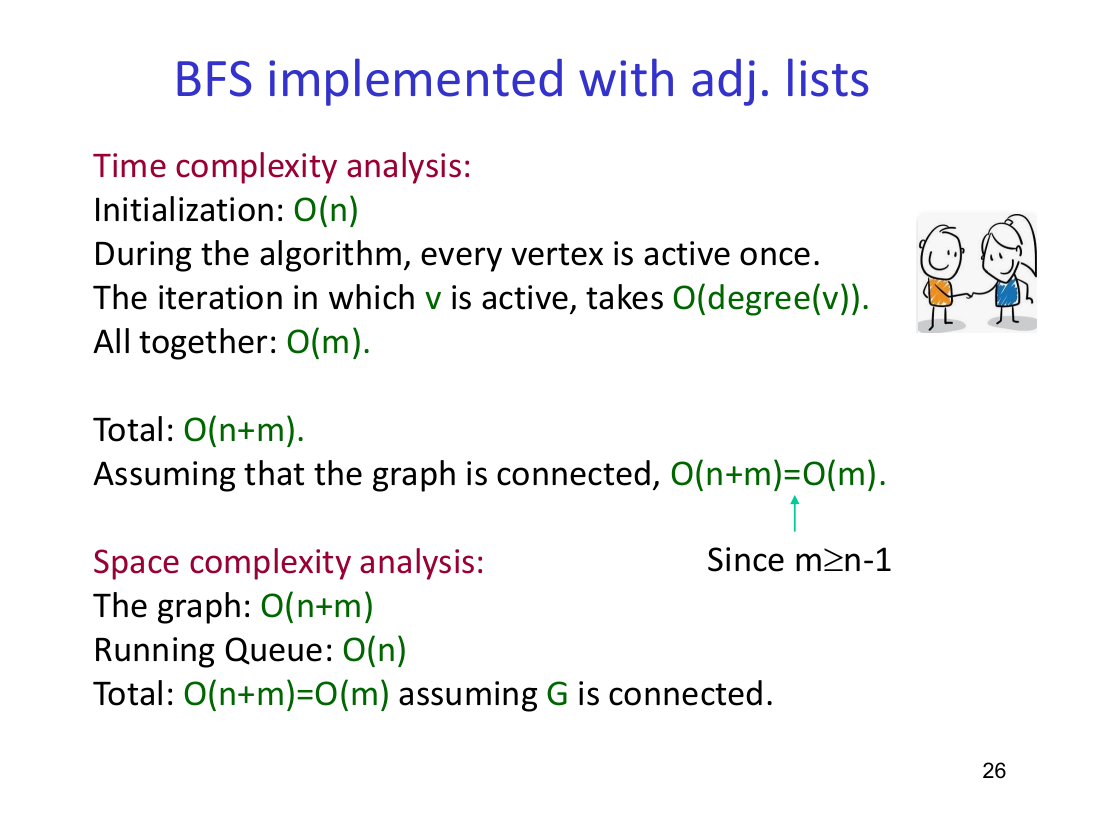 BFS implemented with adj. lists
Time complexity analysis:
Initialization: O(n)
During the algorithm, every vertex is active once.
The iteration in which v is active, takes O(degree(v)).
All together: O(m).
Total: O(n+m).
Assuming that the graph is connected, O(n+m)=O(m).
Since m≥n-1
Space complexity analysis:
The graph: O(n+m)
Running Queue: O(n)
Total: O(n+m)=O(m) assuming G is connected.
26